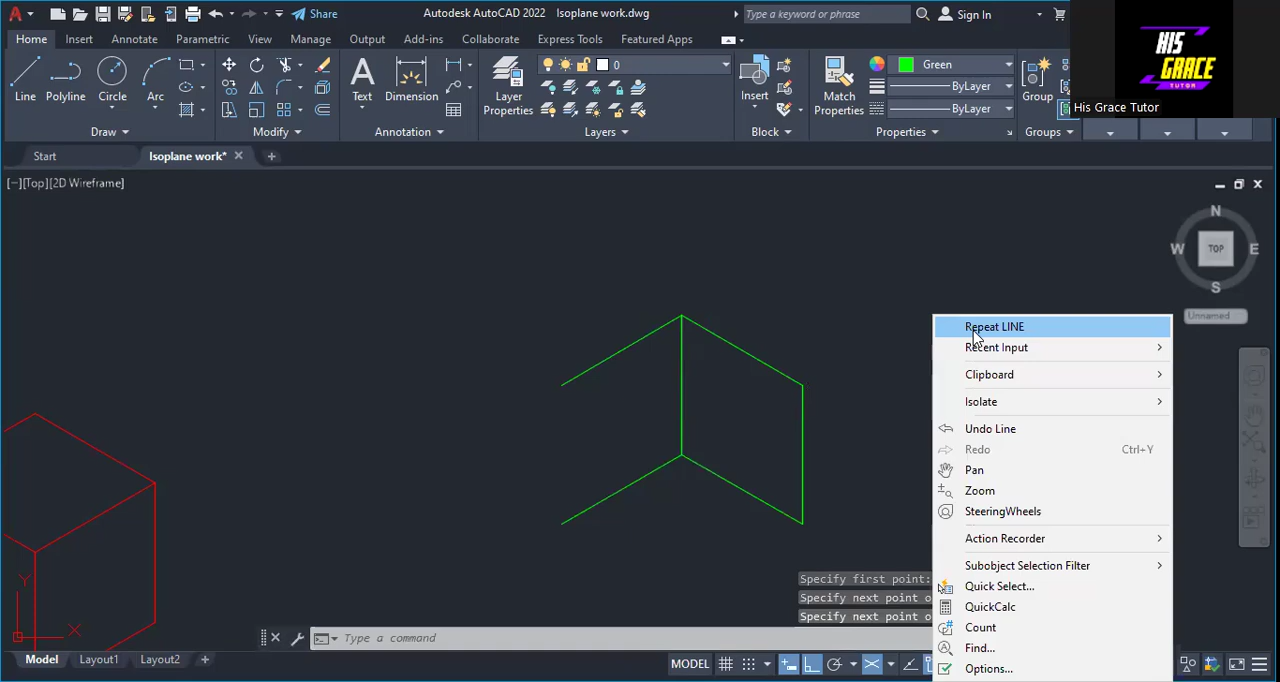 Share
Autodesk AutoCAD 2022 Isoplane work.dwg
Type a keyword or phrase
Sign In
HIS
GRACE
TUTOR
His Grace Tutor
Home Insert Annotate Parametric View Manage Output Add-ins Collaborate Express Tools Featured Apps
0
Green
Line Polyline Circle Arc
Text Dimension
Layer
Properties
Insert
Match
Properties
ByLayer
ByLayer
Group
Draw Modify Annotation Layers Block Properties Groups
Start
Isoplane work*
[−][Top][2D Wireframe]
N
W TOP E
S
Unnamed
Repeat LINE
Recent Input
Clipboard
Isolate
Undo Line
Redo Ctrl+Y
Pan
Zoom
SteeringWheels
Action Recorder
Subobject Selection Filter
Quick Select...
QuickCalc
Count
Find...
Options...
Y
X
Specify first point:
Specify next point o
Specify next point o
Type a command
Model Layout1 Layout2
MODEL